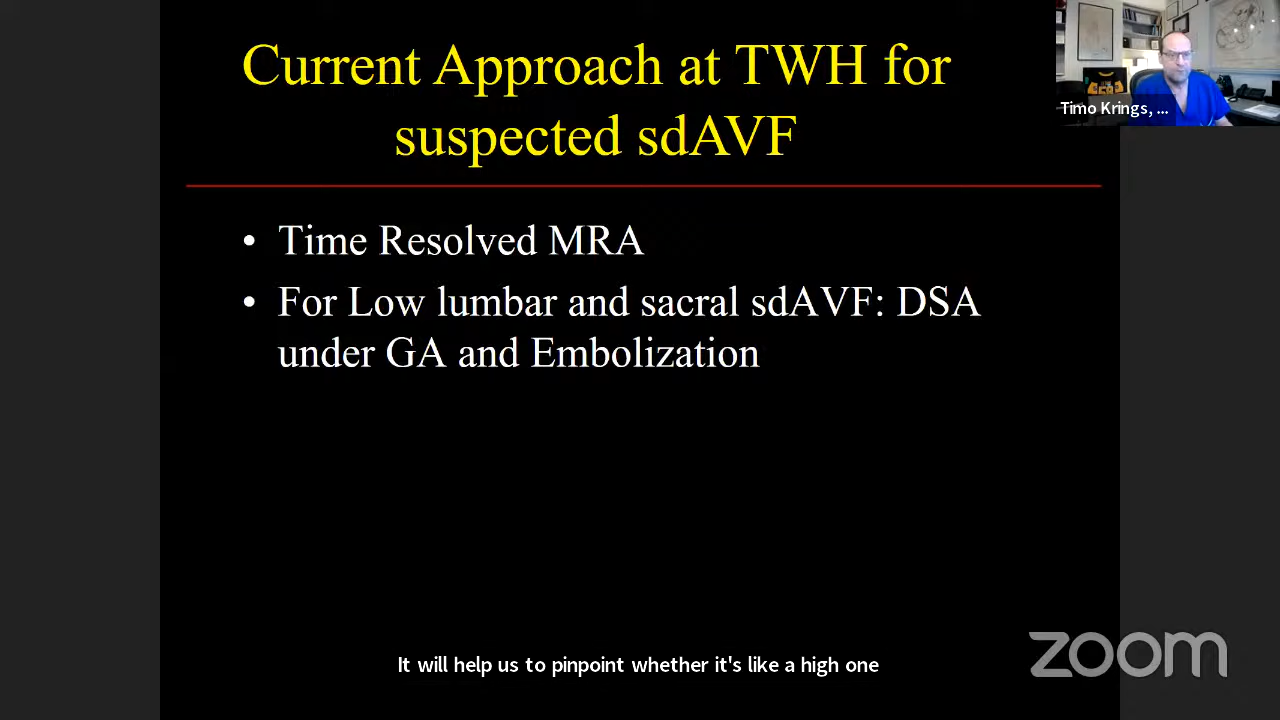 Current Approach at TWH for
suspected sdAVF
Timo Krings, ...
• Time Resolved MRA
• For Low lumbar and sacral sdAVF: DSA
under GA and Embolization
It will help us to pinpoint whether it's like a high one
zoom